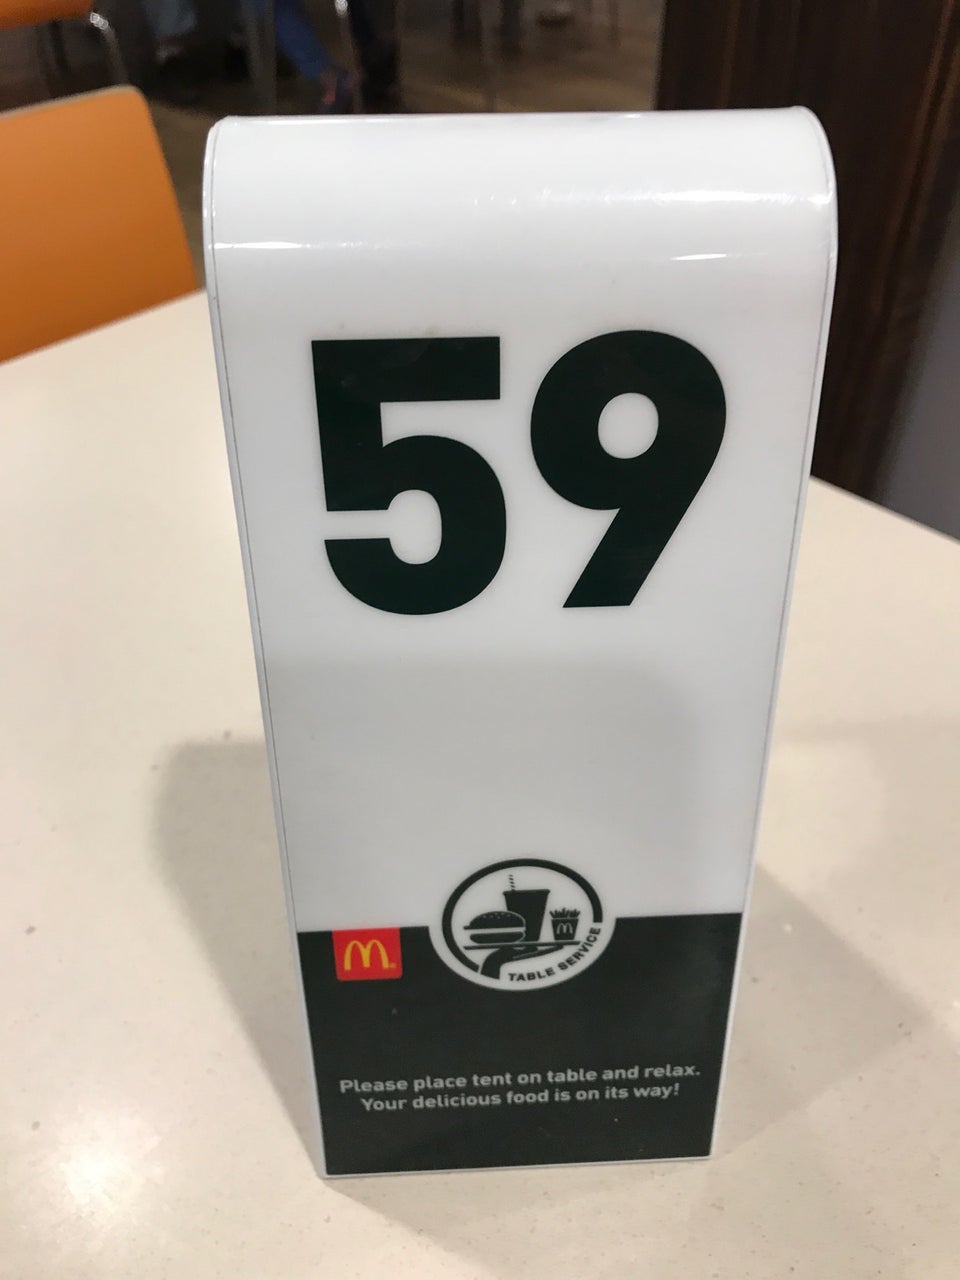 59
TABLE SERVICE
Please place tent on table and relax.
Your delicious food is on its way!